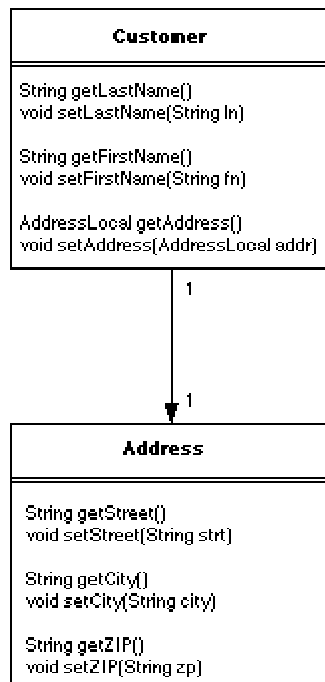 Customer
String getLastName()
void setLastName(String ln)
String getFirstName()
void setFirstName(String fn)
AddressLocal getAddress()
void setAddress(AddressLocal addr)
1
1
Address
String getStreet()
void setStreet(String strt)
String getCity()
void setCity(String city)
String getZIP()
void setZIP(String zp)